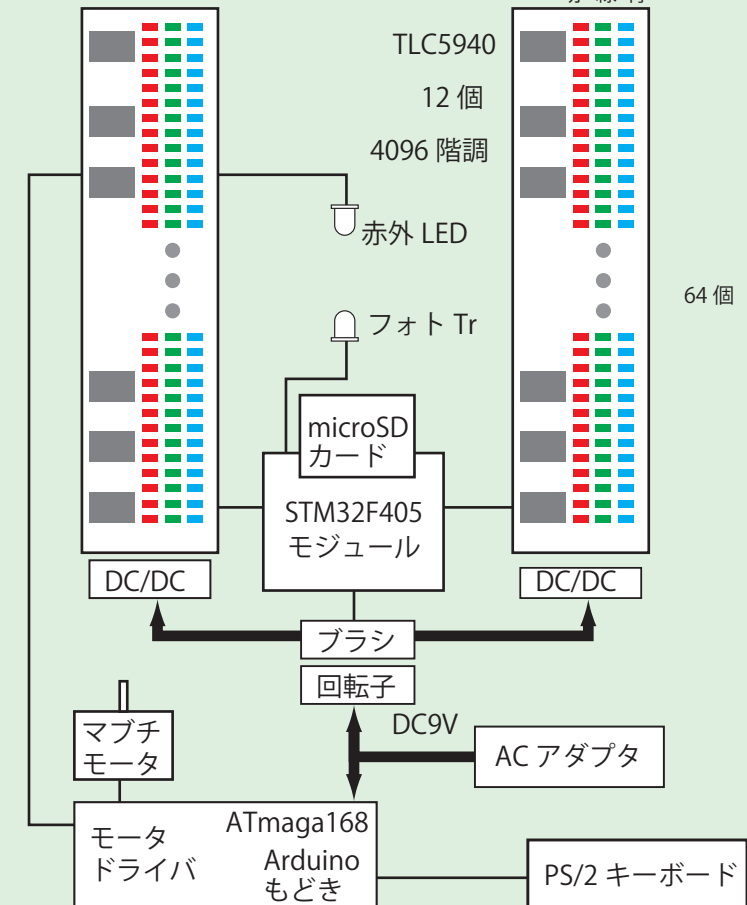 TLC5940
12 個
4096 階調
赤外 LED
64 個
フォト Tr
microSD
カード
STM32F405
モジュール
DC/DC
DC/DC
ブラシ
回転子
DC9V
マブチ
モータ
AC アダプタ
ATmaga168
モータ
ドライバ
Arduino
もどき
PS/2 キーボード